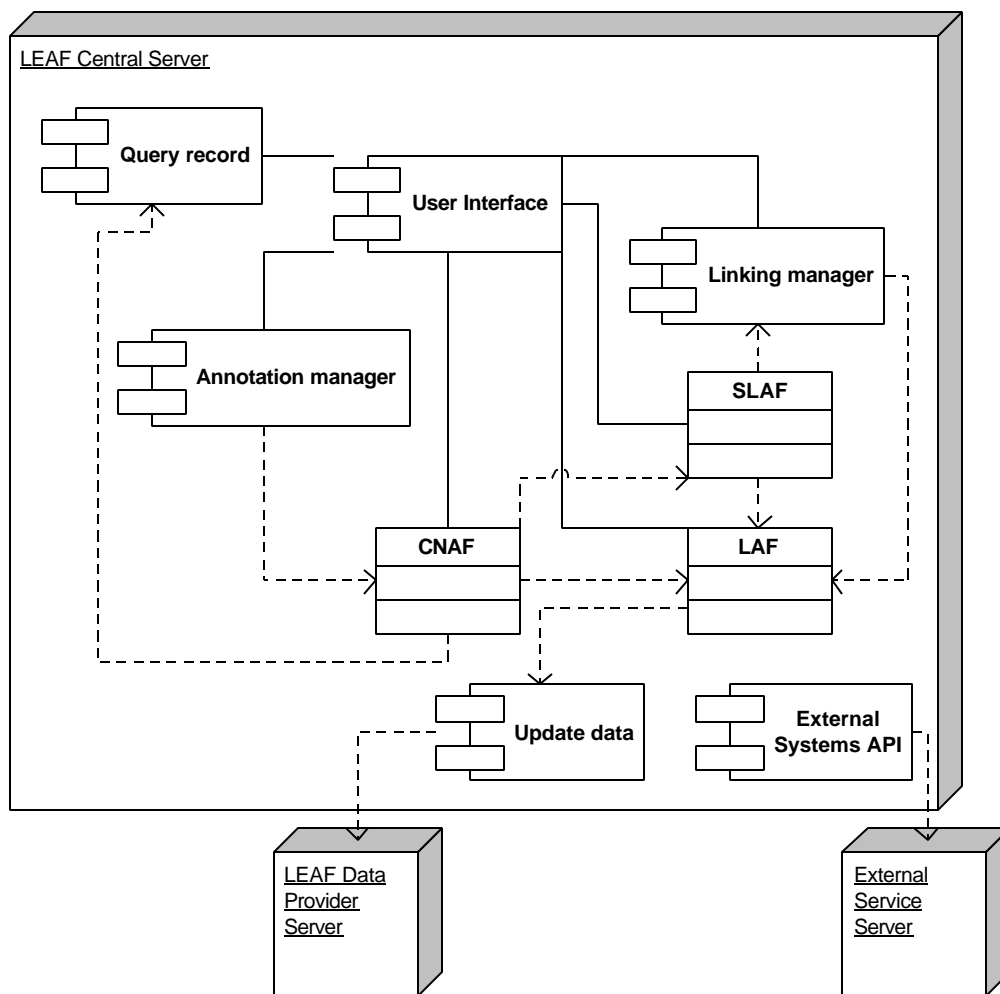 LEAF Central Server
Query record
User Interface
Linking manager
Annotation manager
SLAF
CNAF
LAF
Update data
External
Systems API
LEAF Data
Provider
Server
External
Service
Server